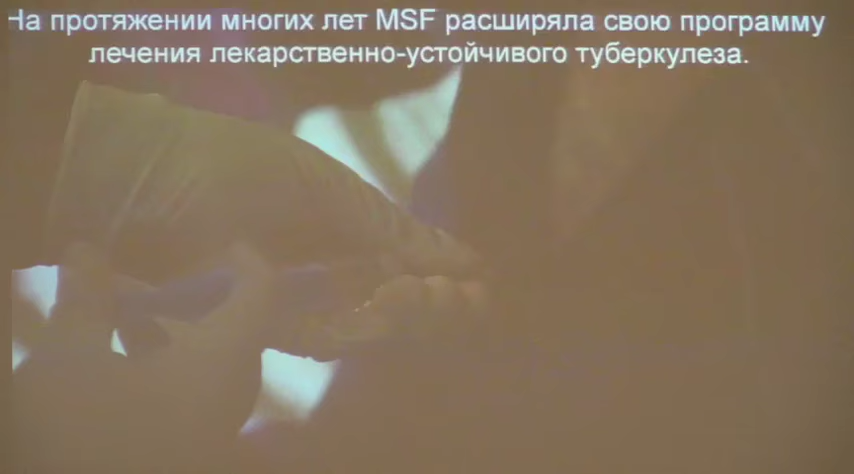 На протяжении многих лет MSF расширяла свою программу
лечения лекарственно-устойчивого туберкулеза.